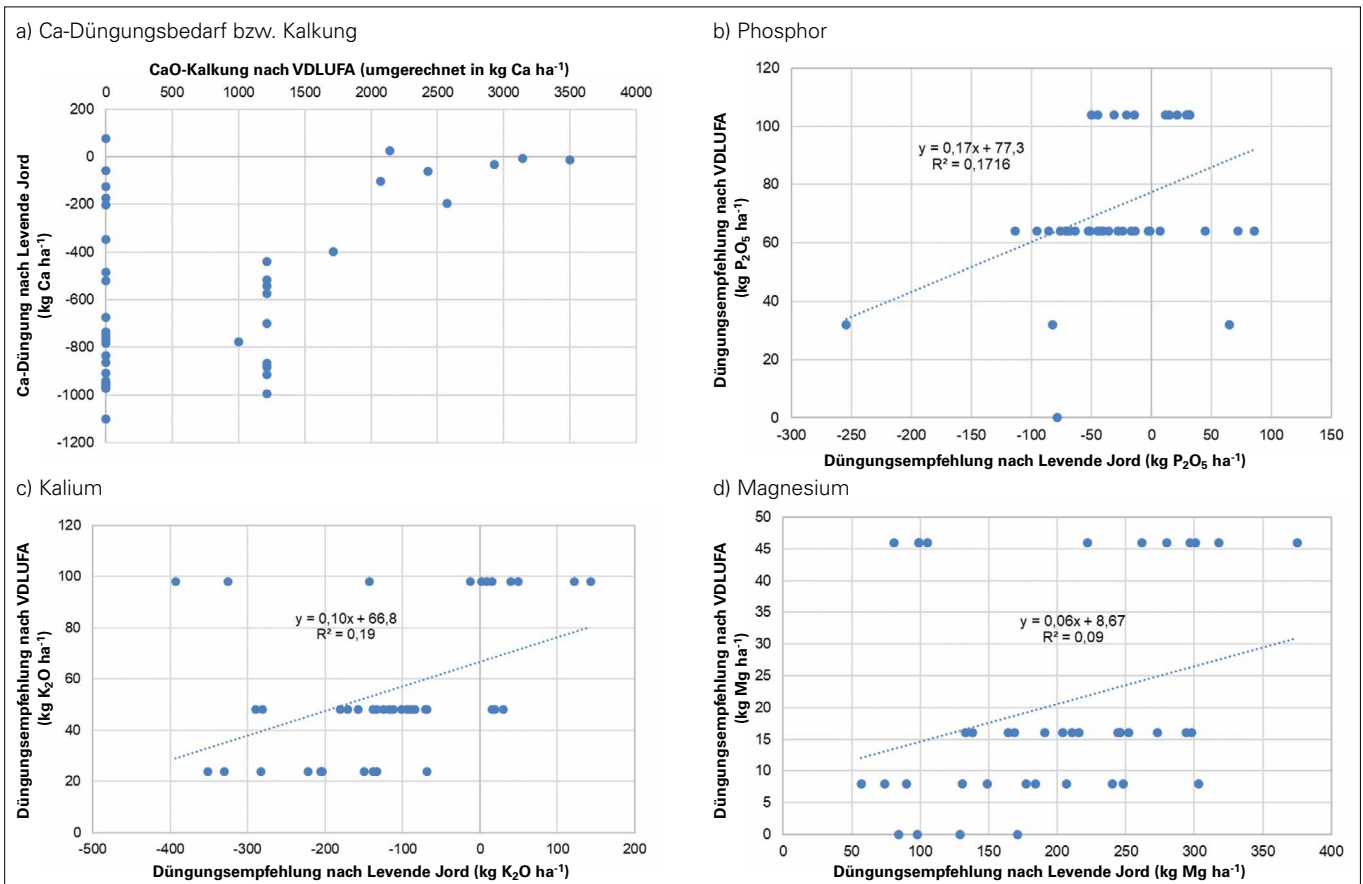 a) Ca-Düngungsbedarf bzw. Kalkung
CaO-Kalkung nach VDLUFA (umgerechnet in kg Ca ha⁻¹)
0 500 1000 1500 2000 2500 3000 3500 4000
200
0
-200
-400
-600
-800
-1000
-1200
Ca-Düngung nach Levende Jord
(kg Ca ha⁻¹)
b) Phosphor
120
100
80
60
40
20
0
Düngungsempfehlung nach VDLUFA
(kg P₂O₅ ha⁻¹)
y = 0,17x + 77,3
R² = 0,1716
-300 -250 -200 -150 -100 -50 0 50 100 150
Düngungsempfehlung nach Levende Jord (kg P₂O₅ ha⁻¹)
c) Kalium
120
100
80
60
40
20
0
Düngungsempfehlung nach VDLUFA
(kg K₂O ha⁻¹)
y = 0,10x + 66,8
R² = 0,19
-500 -400 -300 -200 -100 0 100 200
Düngungsempfehlung nach Levende Jord (kg K₂O ha⁻¹)
d) Magnesium
50
45
40
35
30
25
20
15
10
5
0
Düngungsempfehlung nach VDLUFA
(kg Mg ha⁻¹)
y = 0,06x + 8,67
R² = 0,09
0 50 100 150 200 250 300 350 400
Düngungsempfehlung nach Levende Jord (kg Mg ha⁻¹)